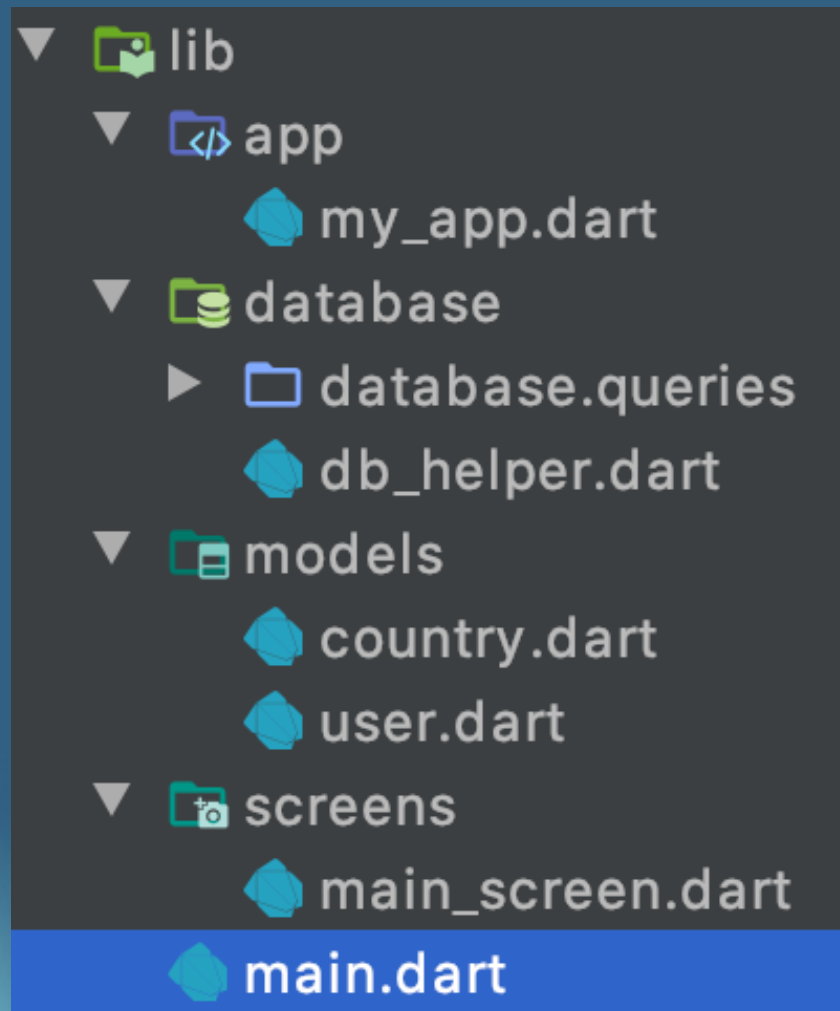 lib
app
my_app.dart
database
database.queries
db_helper.dart
models
country.dart
user.dart
screens
main_screen.dart
main.dart